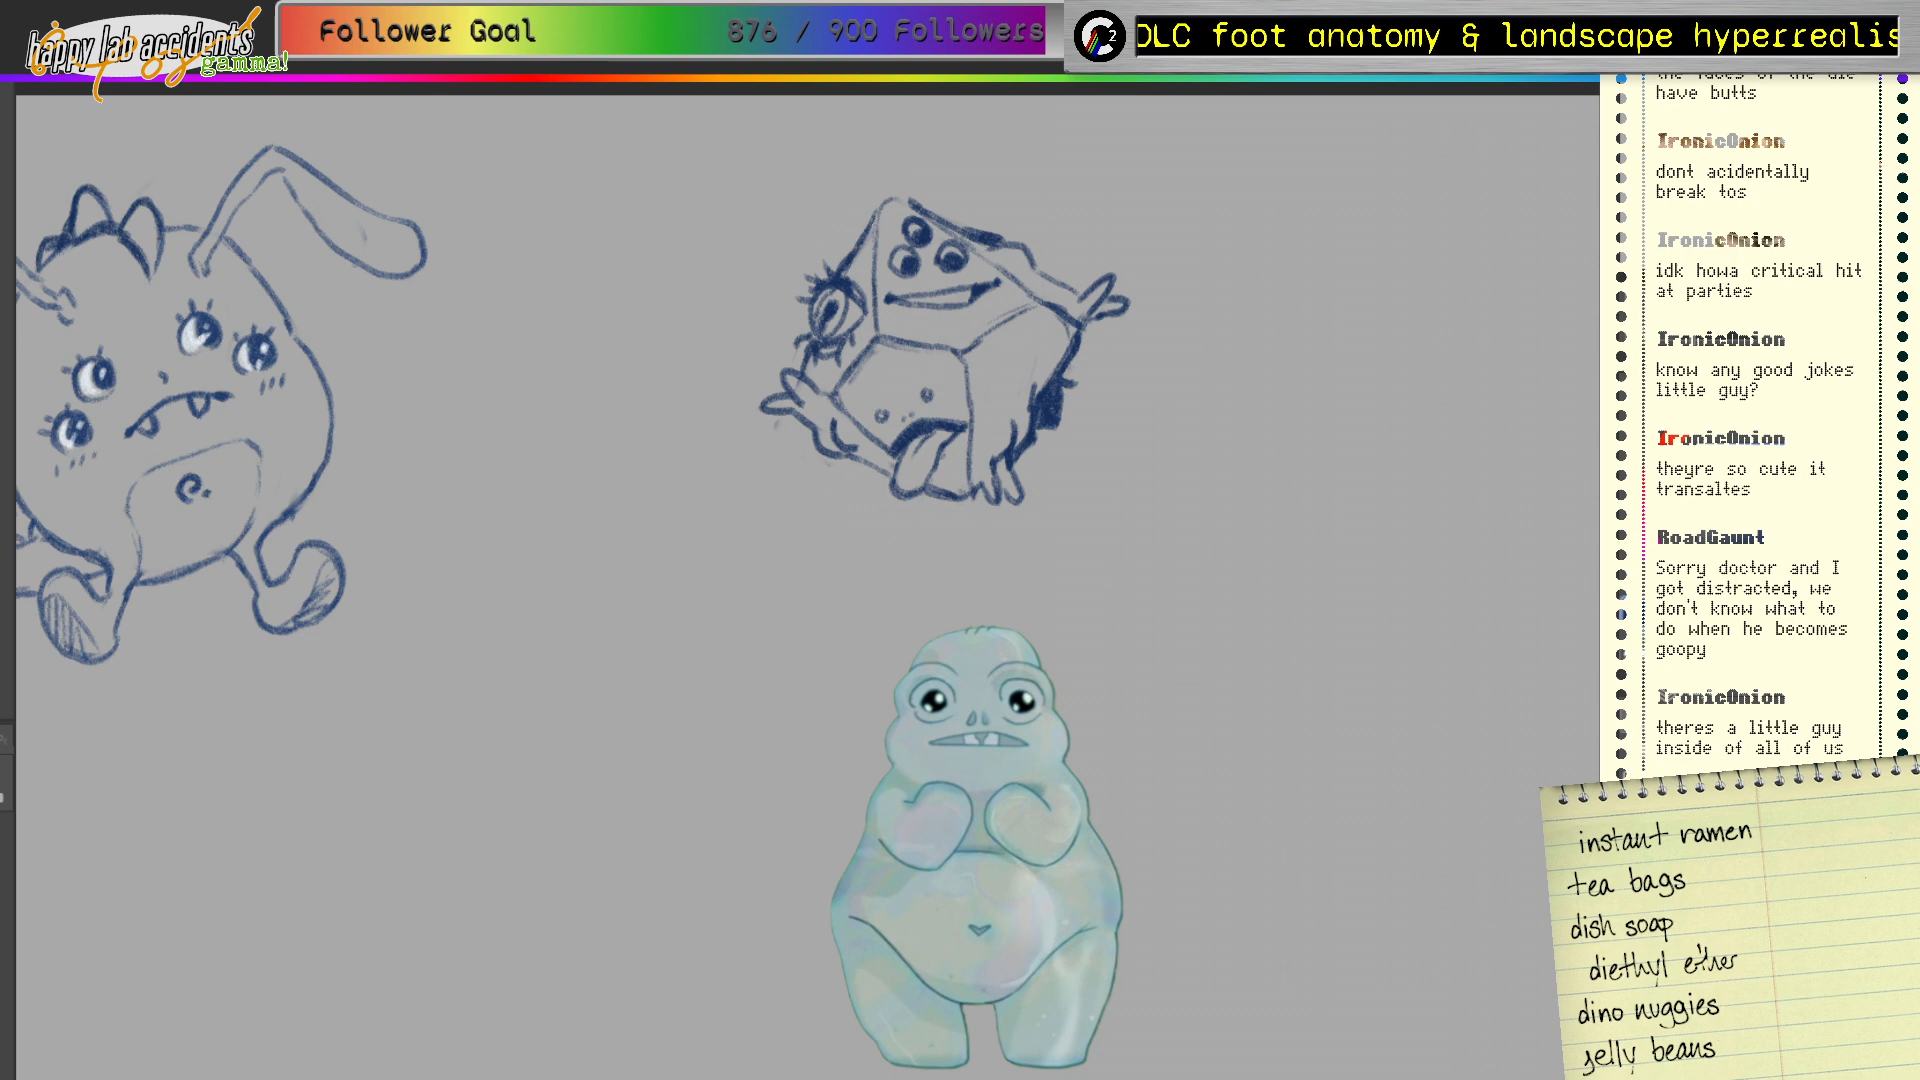 happy lab accidents
gamma!
Follower Goal
876 / 900 Followers
DLC foot anatomy & landscape hyperrealis
have butts
IronicOnion
dont acidentally
break tos
IronicOnion
idk howa critical hit
at parties
IronicOnion
know any good jokes
little guy?
IronicOnion
theyre so cute it
transaltes
RoadGaunt
Sorry doctor and I
got distracted, we
don't know what to
do when he becomes
goopy
IronicOnion
theres a little guy
inside of all of us
instant ramen
tea bags
dish soap
diethyl ether
dino nuggies
jelly beans